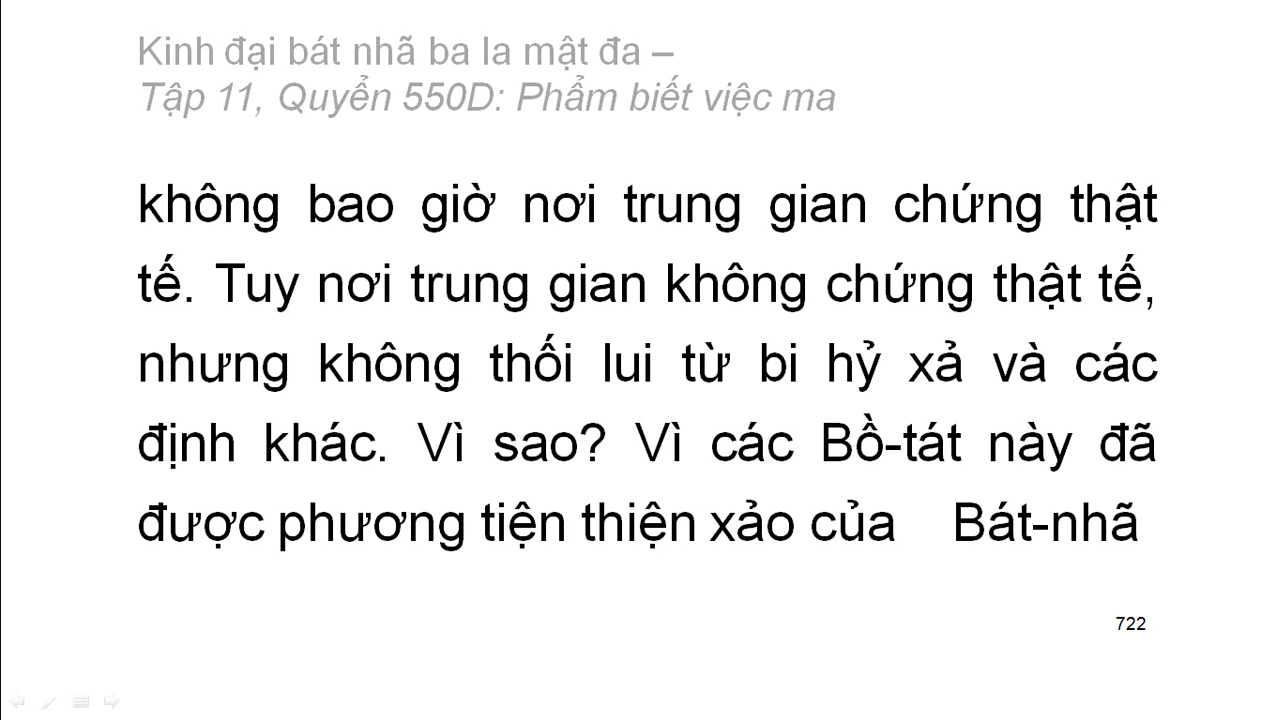 Kinh đại bát nhã ba la mật đa –
Tập 11, Quyển 550D: Phẩm biết việc ma
không bao giờ nơi trung gian chứng thật
tế. Tuy nơi trung gian không chứng thật tế,
nhưng không thối lui từ bi hỷ xả và các
định khác. Vì sao? Vì các Bồ-tát này đã
được phương tiện thiện xảo của Bát-nhã
722